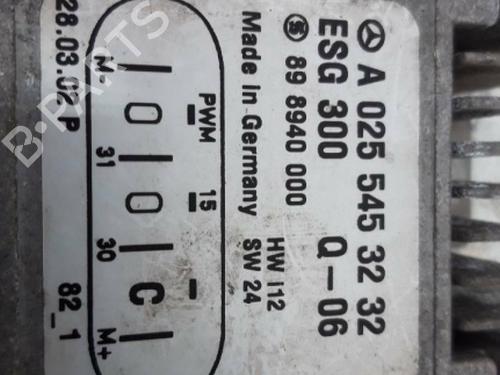 A 025 545 32 32
ESG 300 Q-06
89 8940 000 HW I12
Made In Germany SW 24
PWM 15
M- 31 30 M+
28.03.02 P 82_1
B-PARTS